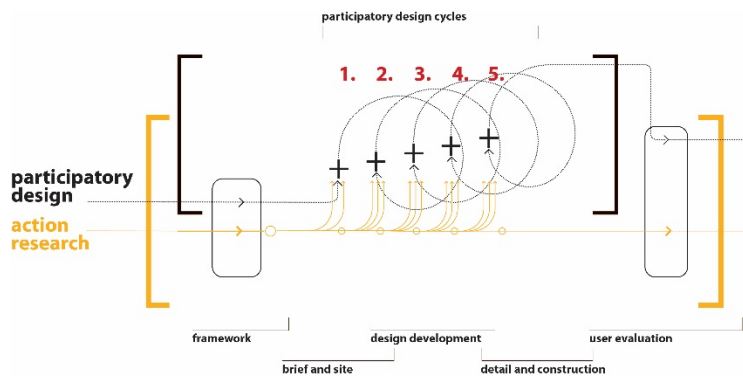 participatory design cycles
1. 2. 3. 4. 5.
participatory
design
action
research
framework
design development
user evaluation
brief and site
detail and construction